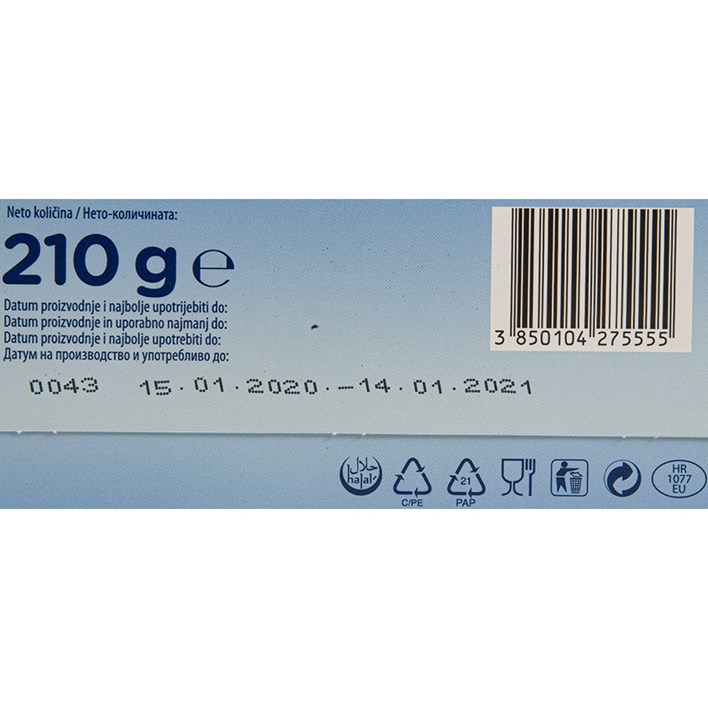 Neto količina / Нето-количината:
210 g ℮
Datum proizvodnje i najbolje upotrijebiti do:
Datum proizvodnje in uporabno najmanj do:
Datum proizvodnje i najbolje upotrebiti do:
Датум на производство и употребливо до:
0043 15.01.2020.-14.01.2021
3 850104 275555
حلال
halal
C/PE
21
PAP
HR
1077
EU